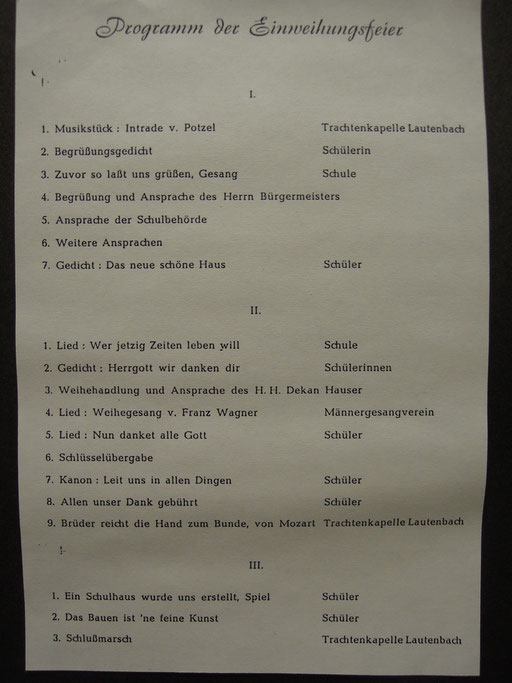 Programm der Einweihungsfeier
I.
1. Musikstück : Intrade v. Potzel Trachtenkapelle Lautenbach
2. Begrüßungsgedicht Schülerin
3. Zuvor so laßt uns grüßen, Gesang Schule
4. Begrüßung und Ansprache des Herrn Bürgermeisters
5. Ansprache der Schulbehörde
6. Weitere Ansprachen
7. Gedicht : Das neue schöne Haus Schüler
II.
1. Lied : Wer jetzig Zeiten leben will Schule
2. Gedicht : Herrgott wir danken dir Schülerinnen
3. Weihehandlung und Ansprache des H. H. Dekan Hauser
4. Lied : Weihegesang v. Franz Wagner Männergesangverein
5. Lied : Nun danket alle Gott Schüler
6. Schlüsselübergabe
7. Kanon : Leit uns in allen Dingen Schüler
8. Allen unser Dank gebührt Schüler
9. Brüder reicht die Hand zum Bunde, von Mozart Trachtenkapelle Lautenbach
III.
1. Ein Schulhaus wurde uns erstellt, Spiel Schüler
2. Das Bauen ist 'ne feine Kunst Schüler
3. Schlußmarsch Trachtenkapelle Lautenbach